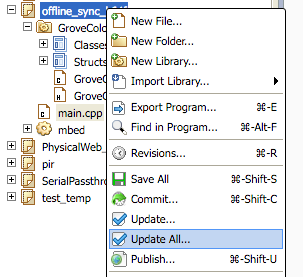 offline_sync_
GroveColo
Classes
Structs
GroveC
GroveC
main.cpp
mbed
PhysicalWeb_
pir
SerialPassthro
test_temp
New File...
New Folder...
New Library...
Import Library...
Export Program... ⌘-E
Find in Program... ⌘-Alt-F
Revisions... ⌘-R
Save All ⌘-Shift-S
Commit... ⌘-Shift-C
Update...
Update All...
Publish... ⌘-Shift-U